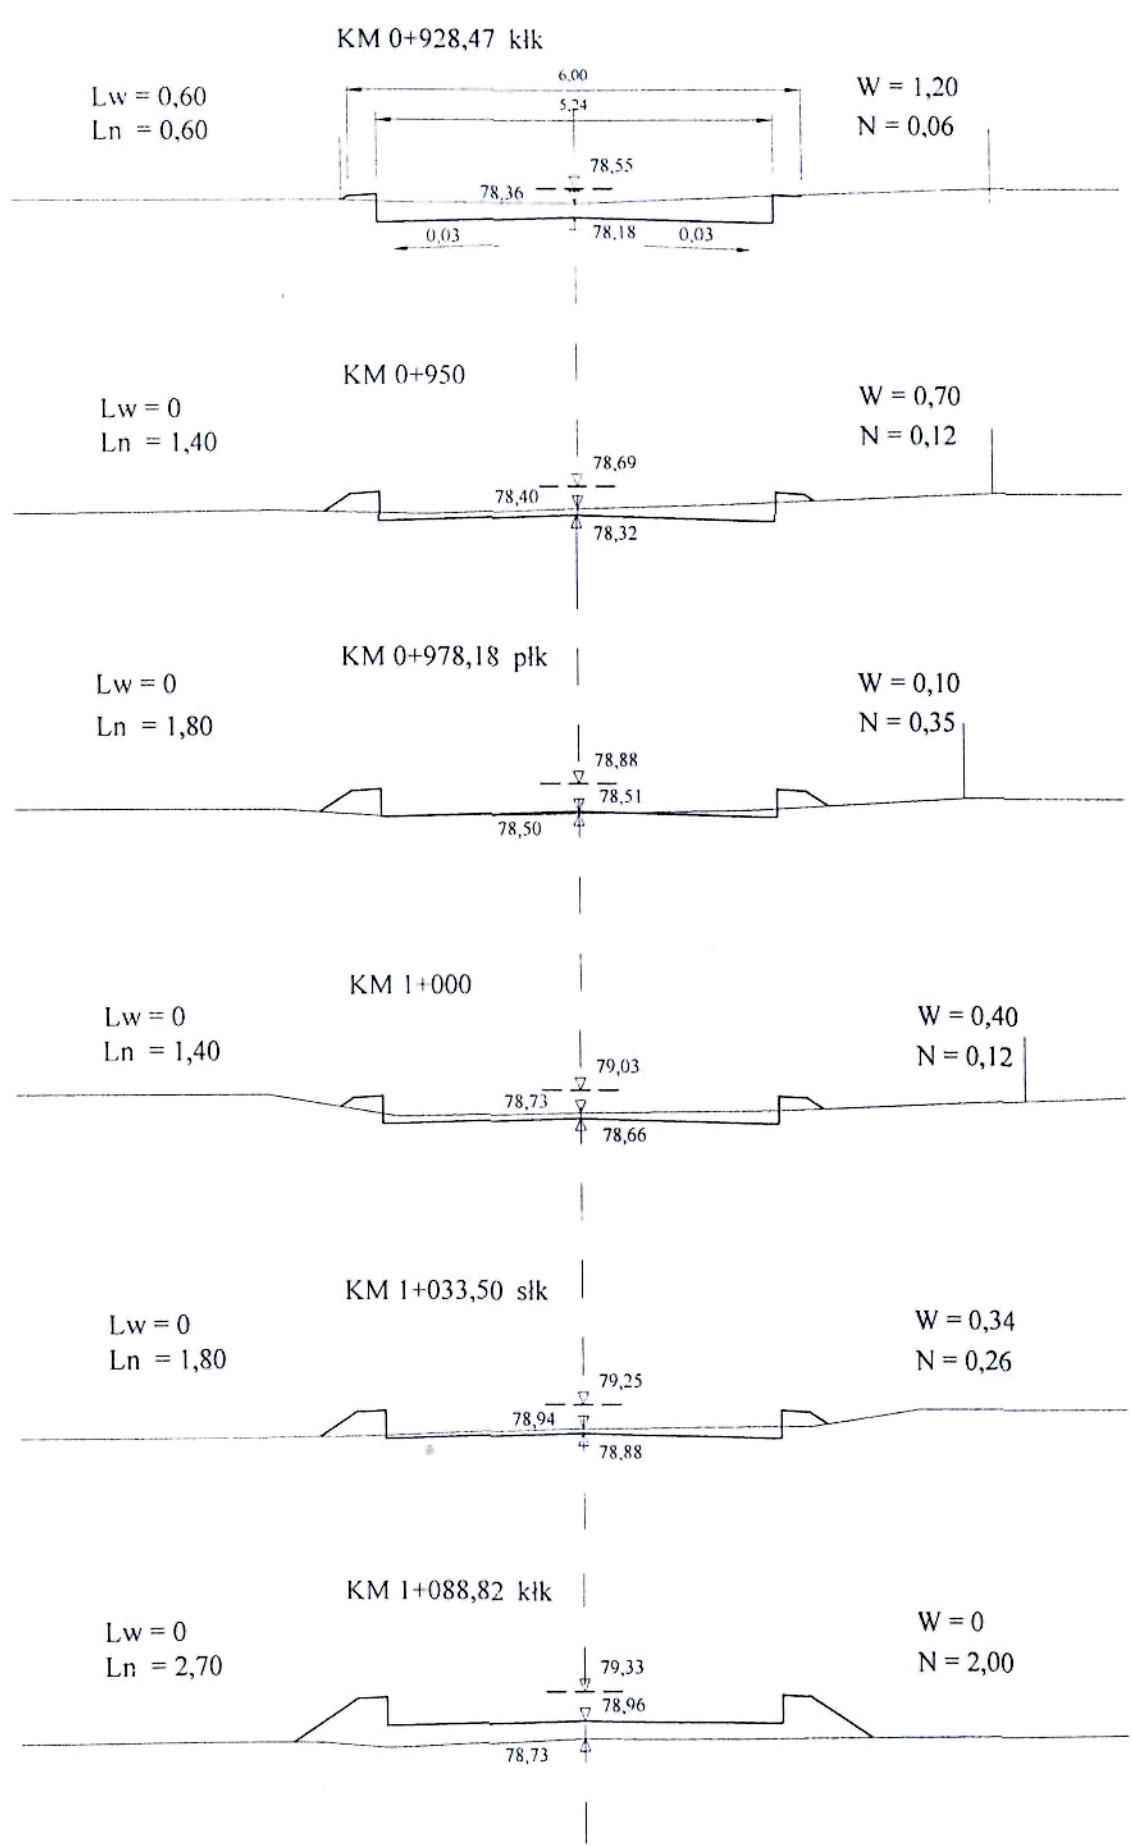 KM 0+928,47 kłk
Lw = 0,60
Ln = 0,60
6,00
5,24
W = 1,20
N = 0,06
78,55
78,36
78,18
0,03
0,03
KM 0+950
Lw = 0
Ln = 1,40
W = 0,70
N = 0,12
78,69
78,40
78,32
KM 0+978,18 płk
Lw = 0
Ln = 1,80
W = 0,10
N = 0,35
78,88
78,51
78,50
KM 1+000
Lw = 0
Ln = 1,40
W = 0,40
N = 0,12
79,03
78,73
78,66
KM 1+033,50 słk
Lw = 0
Ln = 1,80
W = 0,34
N = 0,26
79,25
78,94
78,88
KM 1+088,82 kłk
Lw = 0
Ln = 2,70
W = 0
N = 2,00
79,33
78,96
78,73